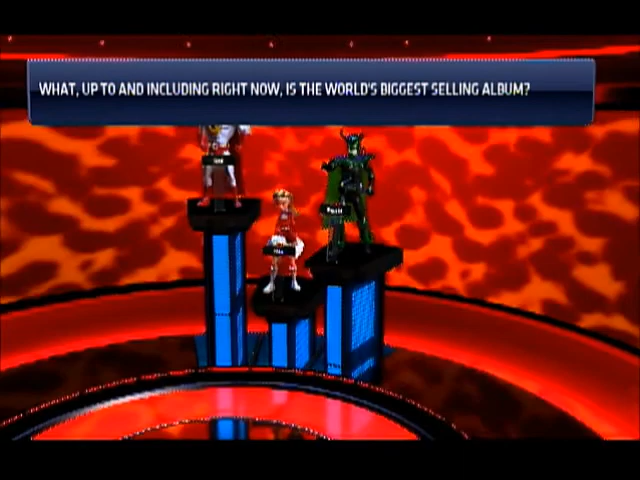 WHAT, UP TO AND INCLUDING RIGHT NOW, IS THE WORLD'S BIGGEST SELLING ALBUM?